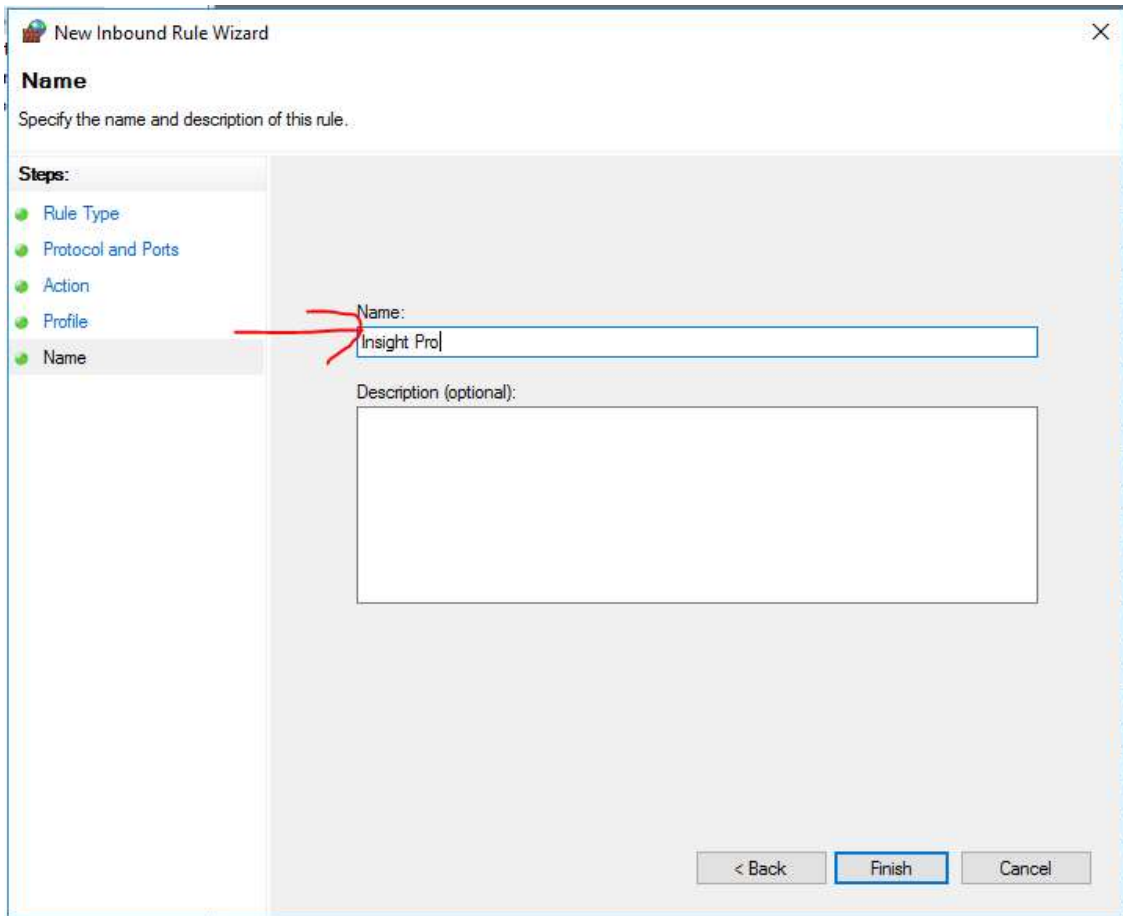 New Inbound Rule Wizard
Name
Specify the name and description of this rule.
Steps:
Rule Type
Protocol and Ports
Action
Profile
Name
Name:
Insight Pro
Description (optional):
< Back
Finish
Cancel